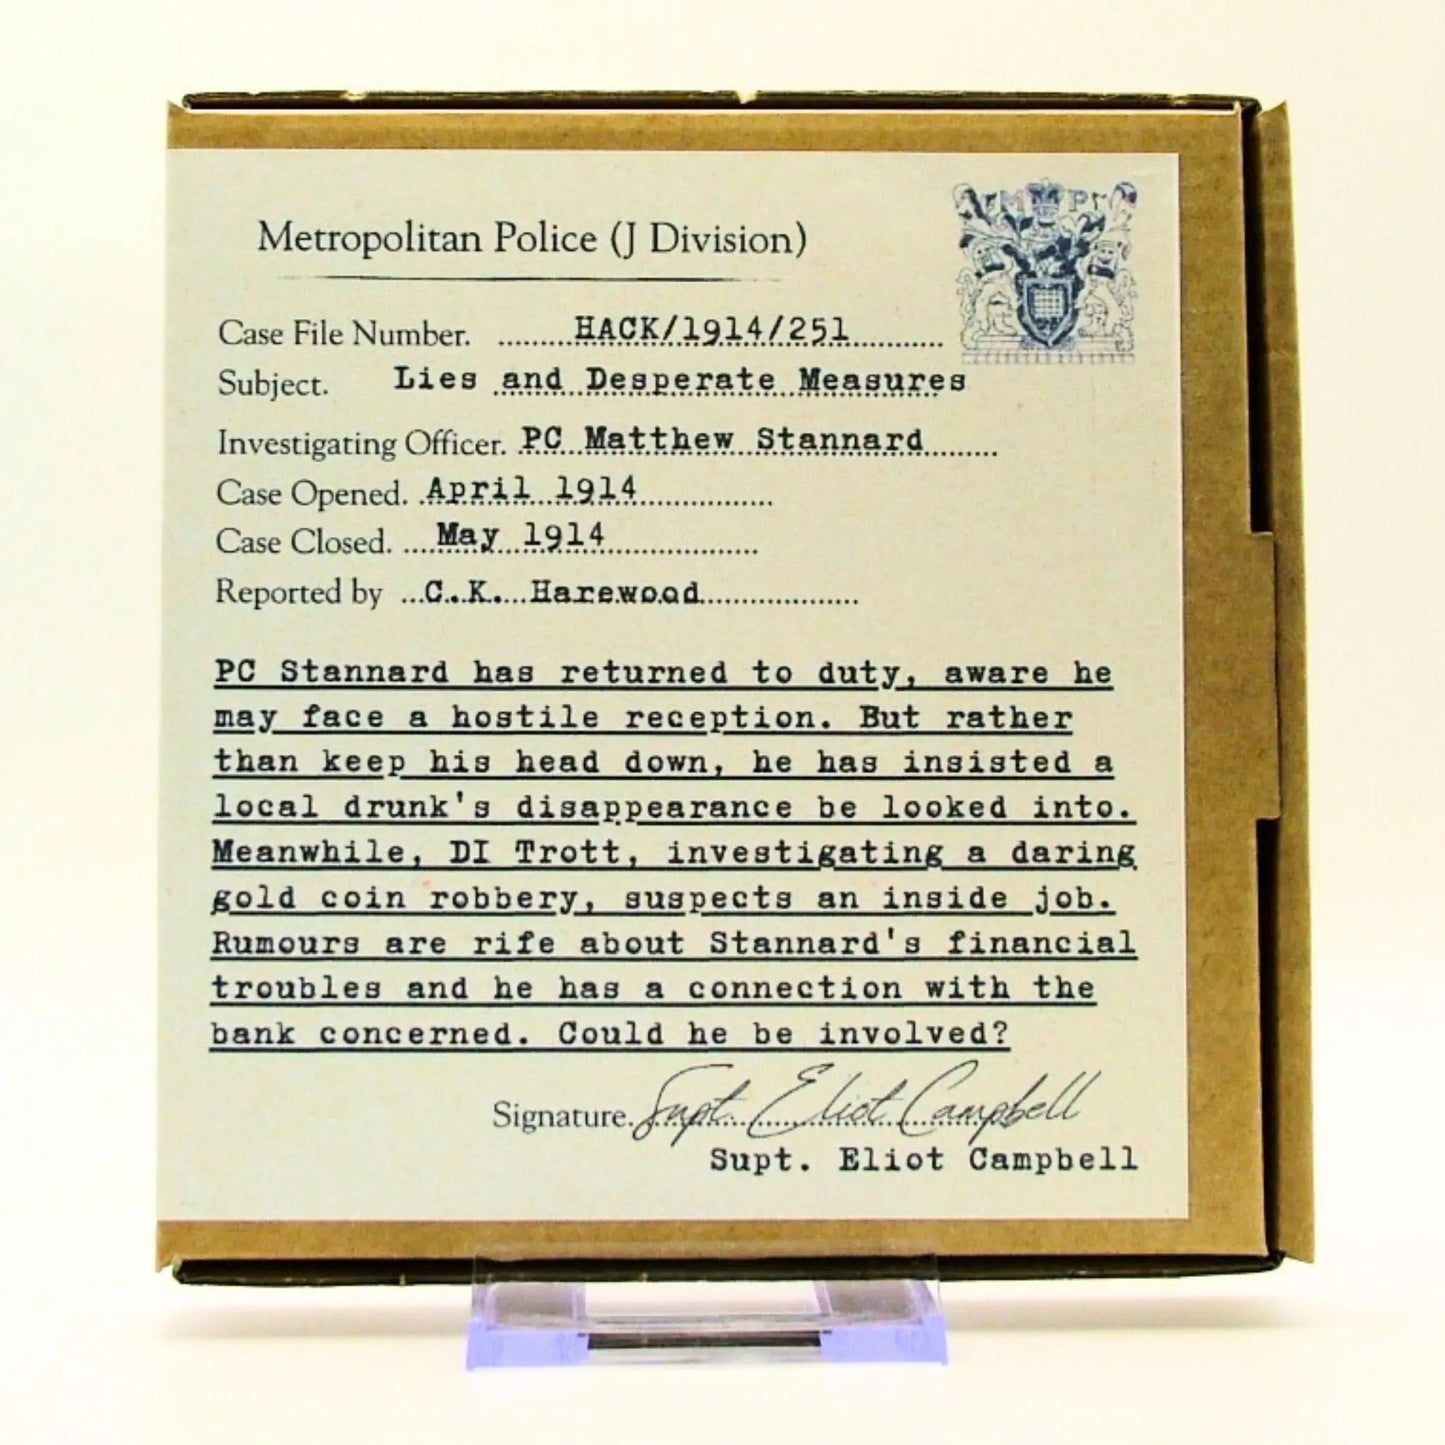 MP
Metropolitan Police (J Division)
Case File Number. ........HACK/1914/251............
Subject. Lies and Desperate Measures
Investigating Officer. PC Matthew Stannard........
Case Opened. .April 1914...............
Case Closed. ....May 1914.................
Reported by ...C..K....Harewood...................
PC Stannard has returned to duty, aware he
may face a hostile reception. But rather
than keep his head down, he has insisted a
local drunk's disappearance be looked into.
Meanwhile, DI Trott, investigating a daring
gold coin robbery, suspects an inside job.
Rumours are rife about Stannard's financial
troubles and he has a connection with the
bank concerned. Could he be involved?
Signature. Supt. Eliot Campbell
Supt. Eliot Campbell